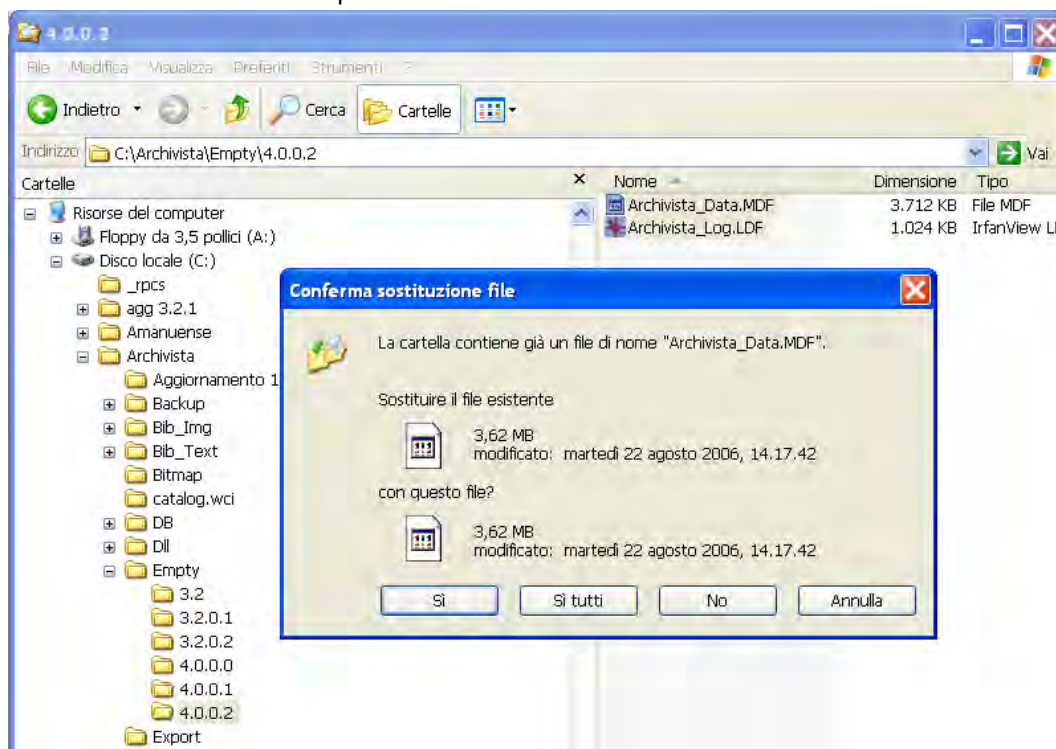 4.0.0.2
File Modifica Visualizza Preferiti Strumenti ?
Indietro Cerca Cartelle
Indirizzo C:\Archivista\Empty\4.0.0.2 Vai
Cartelle × Nome Dimensione Tipo
Archivista_Data.MDF 3.712 KB File MDF
Archivista_Log.LDF 1.024 KB IrfanView
Risorse del computer
Floppy da 3,5 pollici (A:)
Disco locale (C:)
_rpcs
agg 3.2.1
Amanuense
Archivista
Aggiornamento 1
Backup
Bib_Img
Bib_Text
Bitmap
catalog.wci
DB
Dll
Empty
3.2
3.2.0.1
3.2.0.2
4.0.0.0
4.0.0.1
4.0.0.2
Export
Conferma sostituzione file
La cartella contiene già un file di nome "Archivista_Data.MDF".
Sostituire il file esistente
3,62 MB
modificato: martedì 22 agosto 2006, 14.17.42
con questo file?
3,62 MB
modificato: martedì 22 agosto 2006, 14.17.42
Sì Sì tutti No Annulla